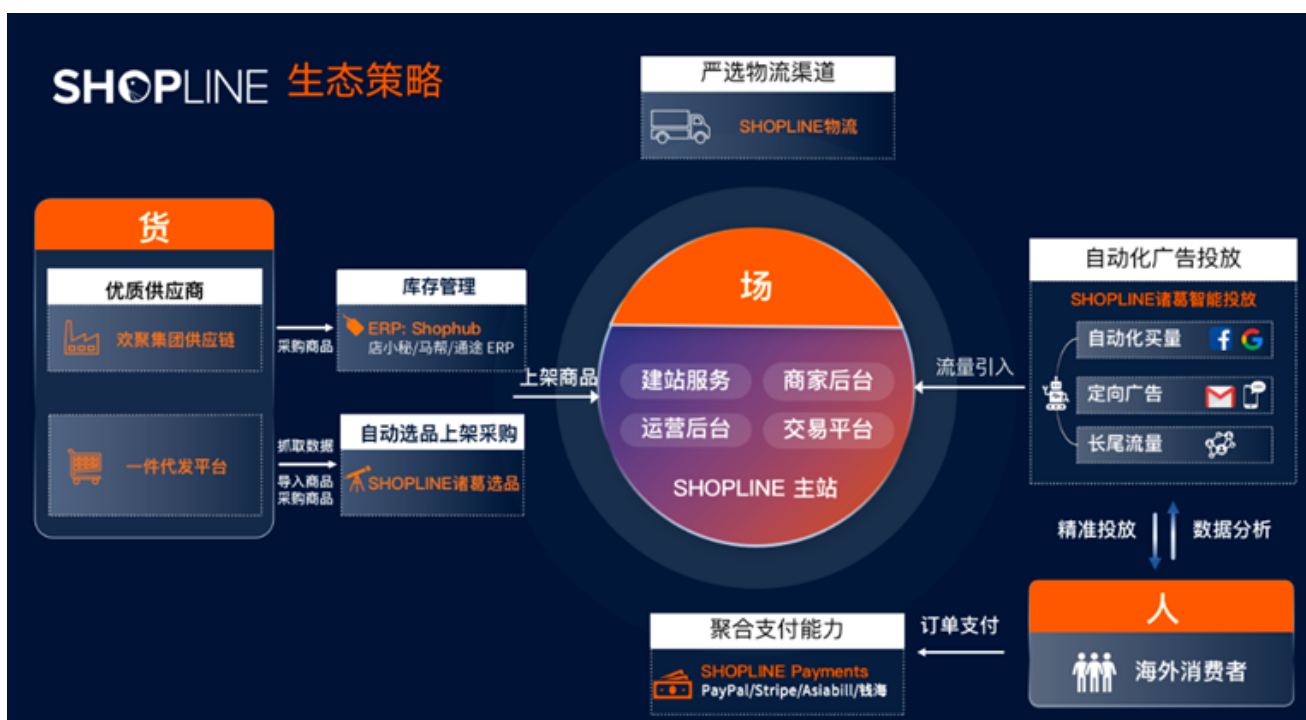 SHOPLINE 生态策略
严选物流渠道
SHOPLINE物流
货
优质供应商
欢聚集团供应链
采购商品
库存管理
ERP: Shophub
店小秘/马帮/通途 ERP
一件代发平台
抓取数据
导入商品
采购商品
自动选品上架采购
SHOPLINE诸葛选品
上架商品
场
建站服务
商家后台
运营后台
交易平台
SHOPLINE 主站
流量引入
自动化广告投放
SHOPLINE诸葛智能投放
自动化买量
定向广告
长尾流量
精准投放
数据分析
人
海外消费者
订单支付
聚合支付能力
SHOPLINE Payments
PayPal/Stripe/Asiabill/钱海